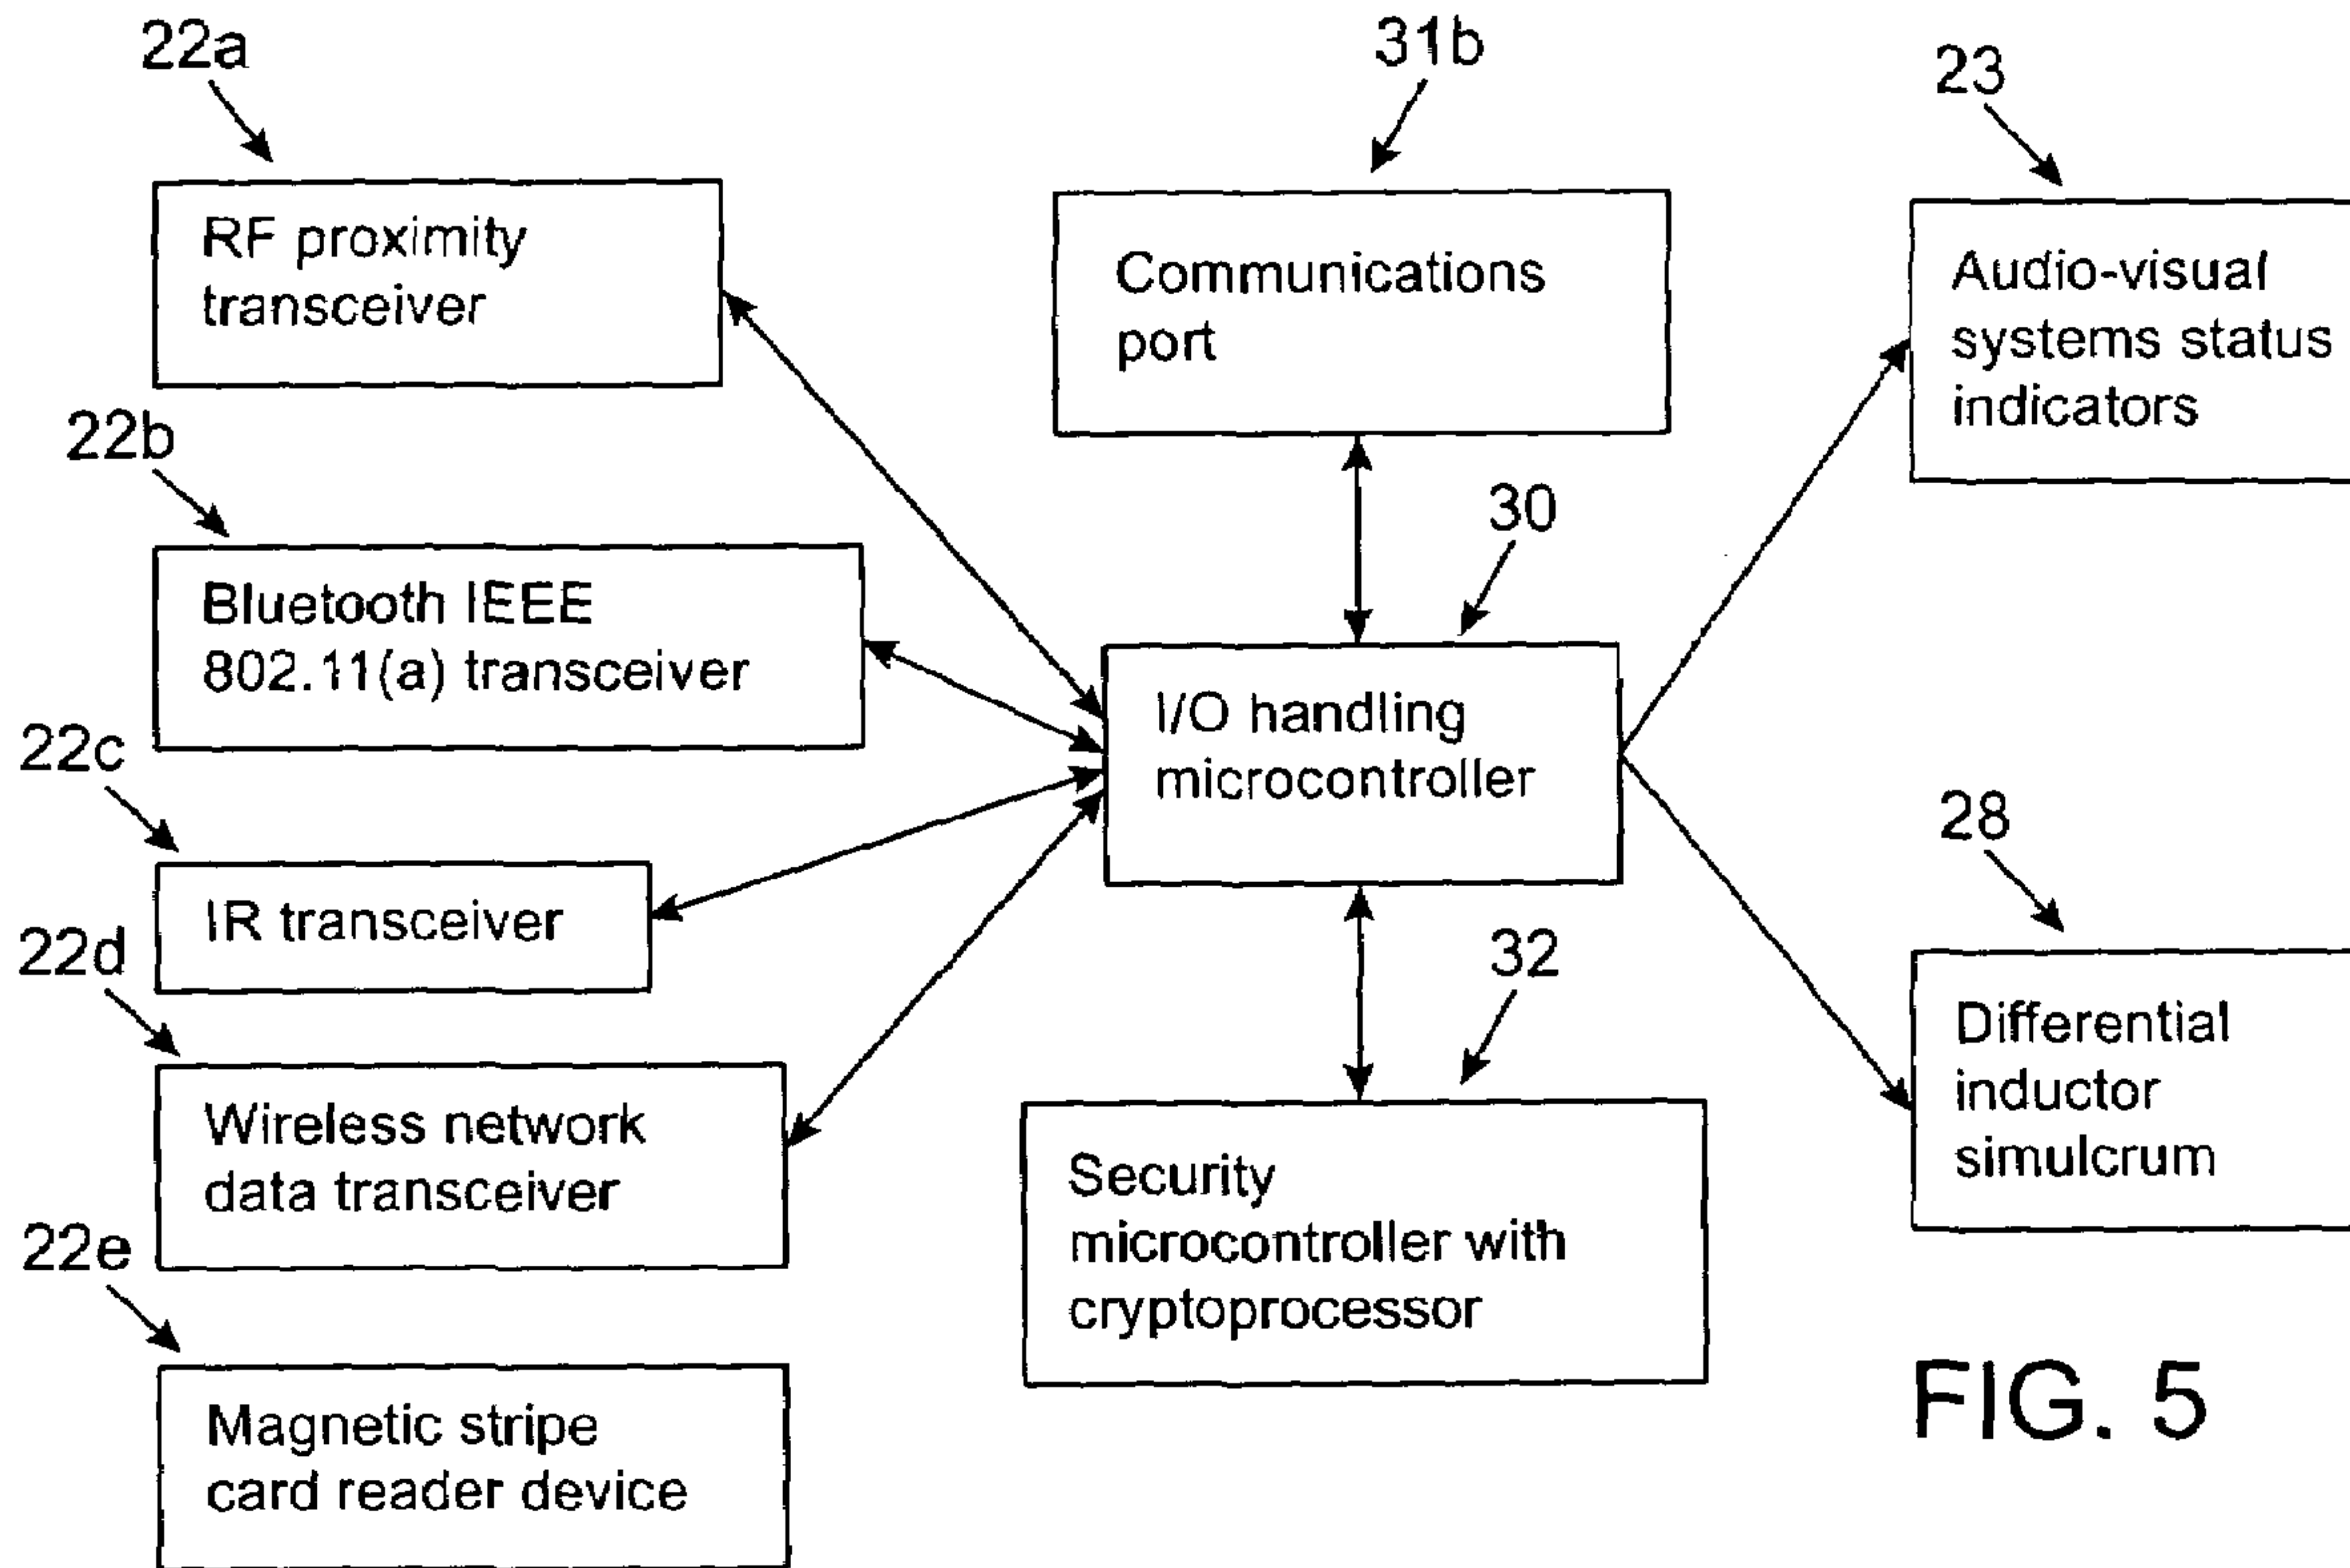 22a
RF proximity
transceiver
22b
Bluetooth IEEE
802.11(a) transceiver
22c
IR transceiver
22d
Wireless network
data transceiver
22e
Magnetic stripe
card reader device
31b
Communications
port
30
I/O handling
microcontroller
32
Security
microcontroller with
cryptoprocessor
23
Audio-visual
systems status
indicators
28
Differential
inductor
simulcrum
FIG. 5